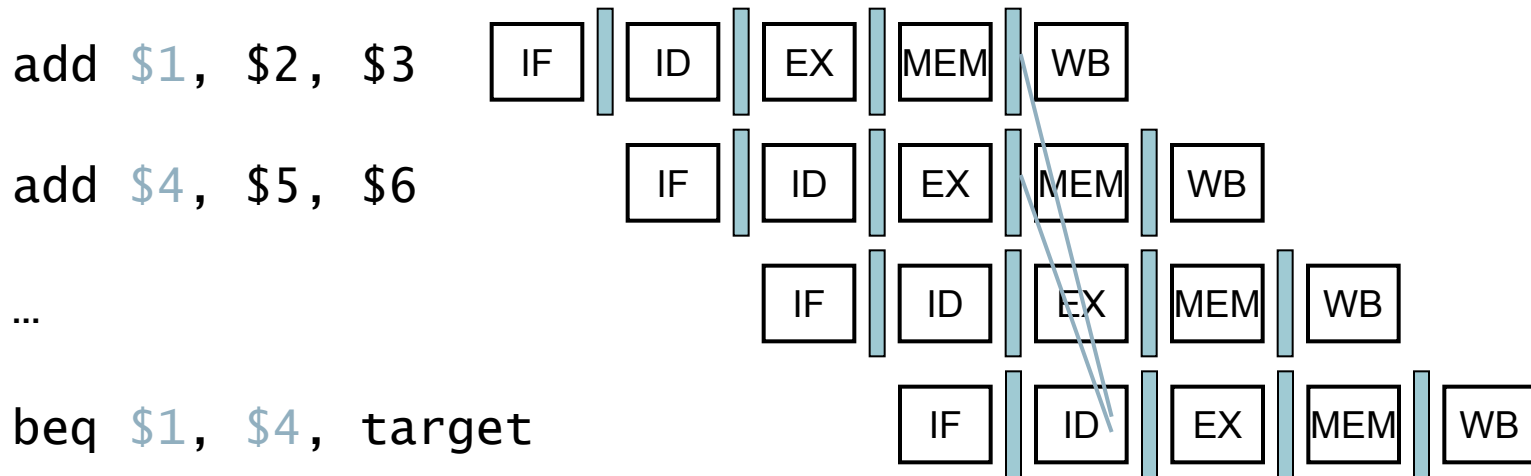 add $1, $2, $3 IF ID EX MEM WB
add $4, $5, $6 IF ID EX MEM WB
… IF ID EX MEM WB
beq $1, $4, target IF ID EX MEM WB